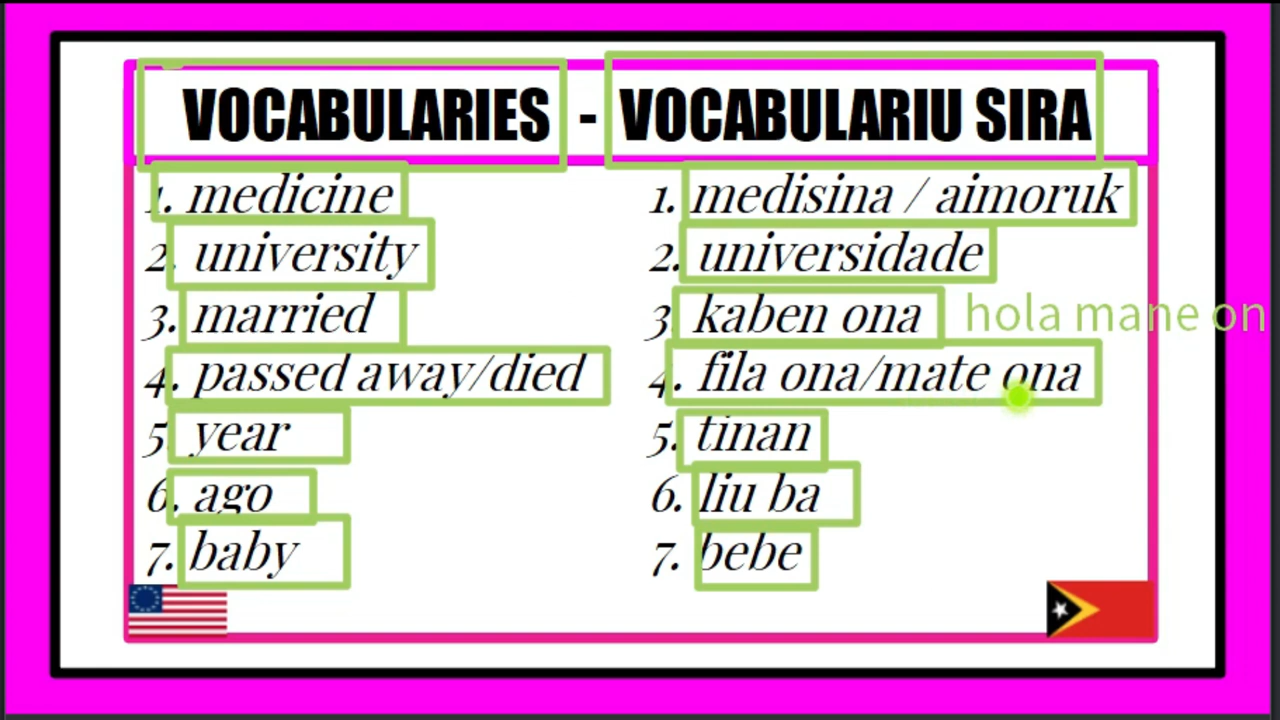 VOCABULARIES - VOCABULARIU SIRA
1. medicine
2. university
3. married
4. passed away/died
5. year
6. ago
7. baby
1. medisina / aimoruk
2. universidade
3. kaben ona hola mane on
4. fila ona/mate ona
5. tinan
6. liu ba
7. bebe